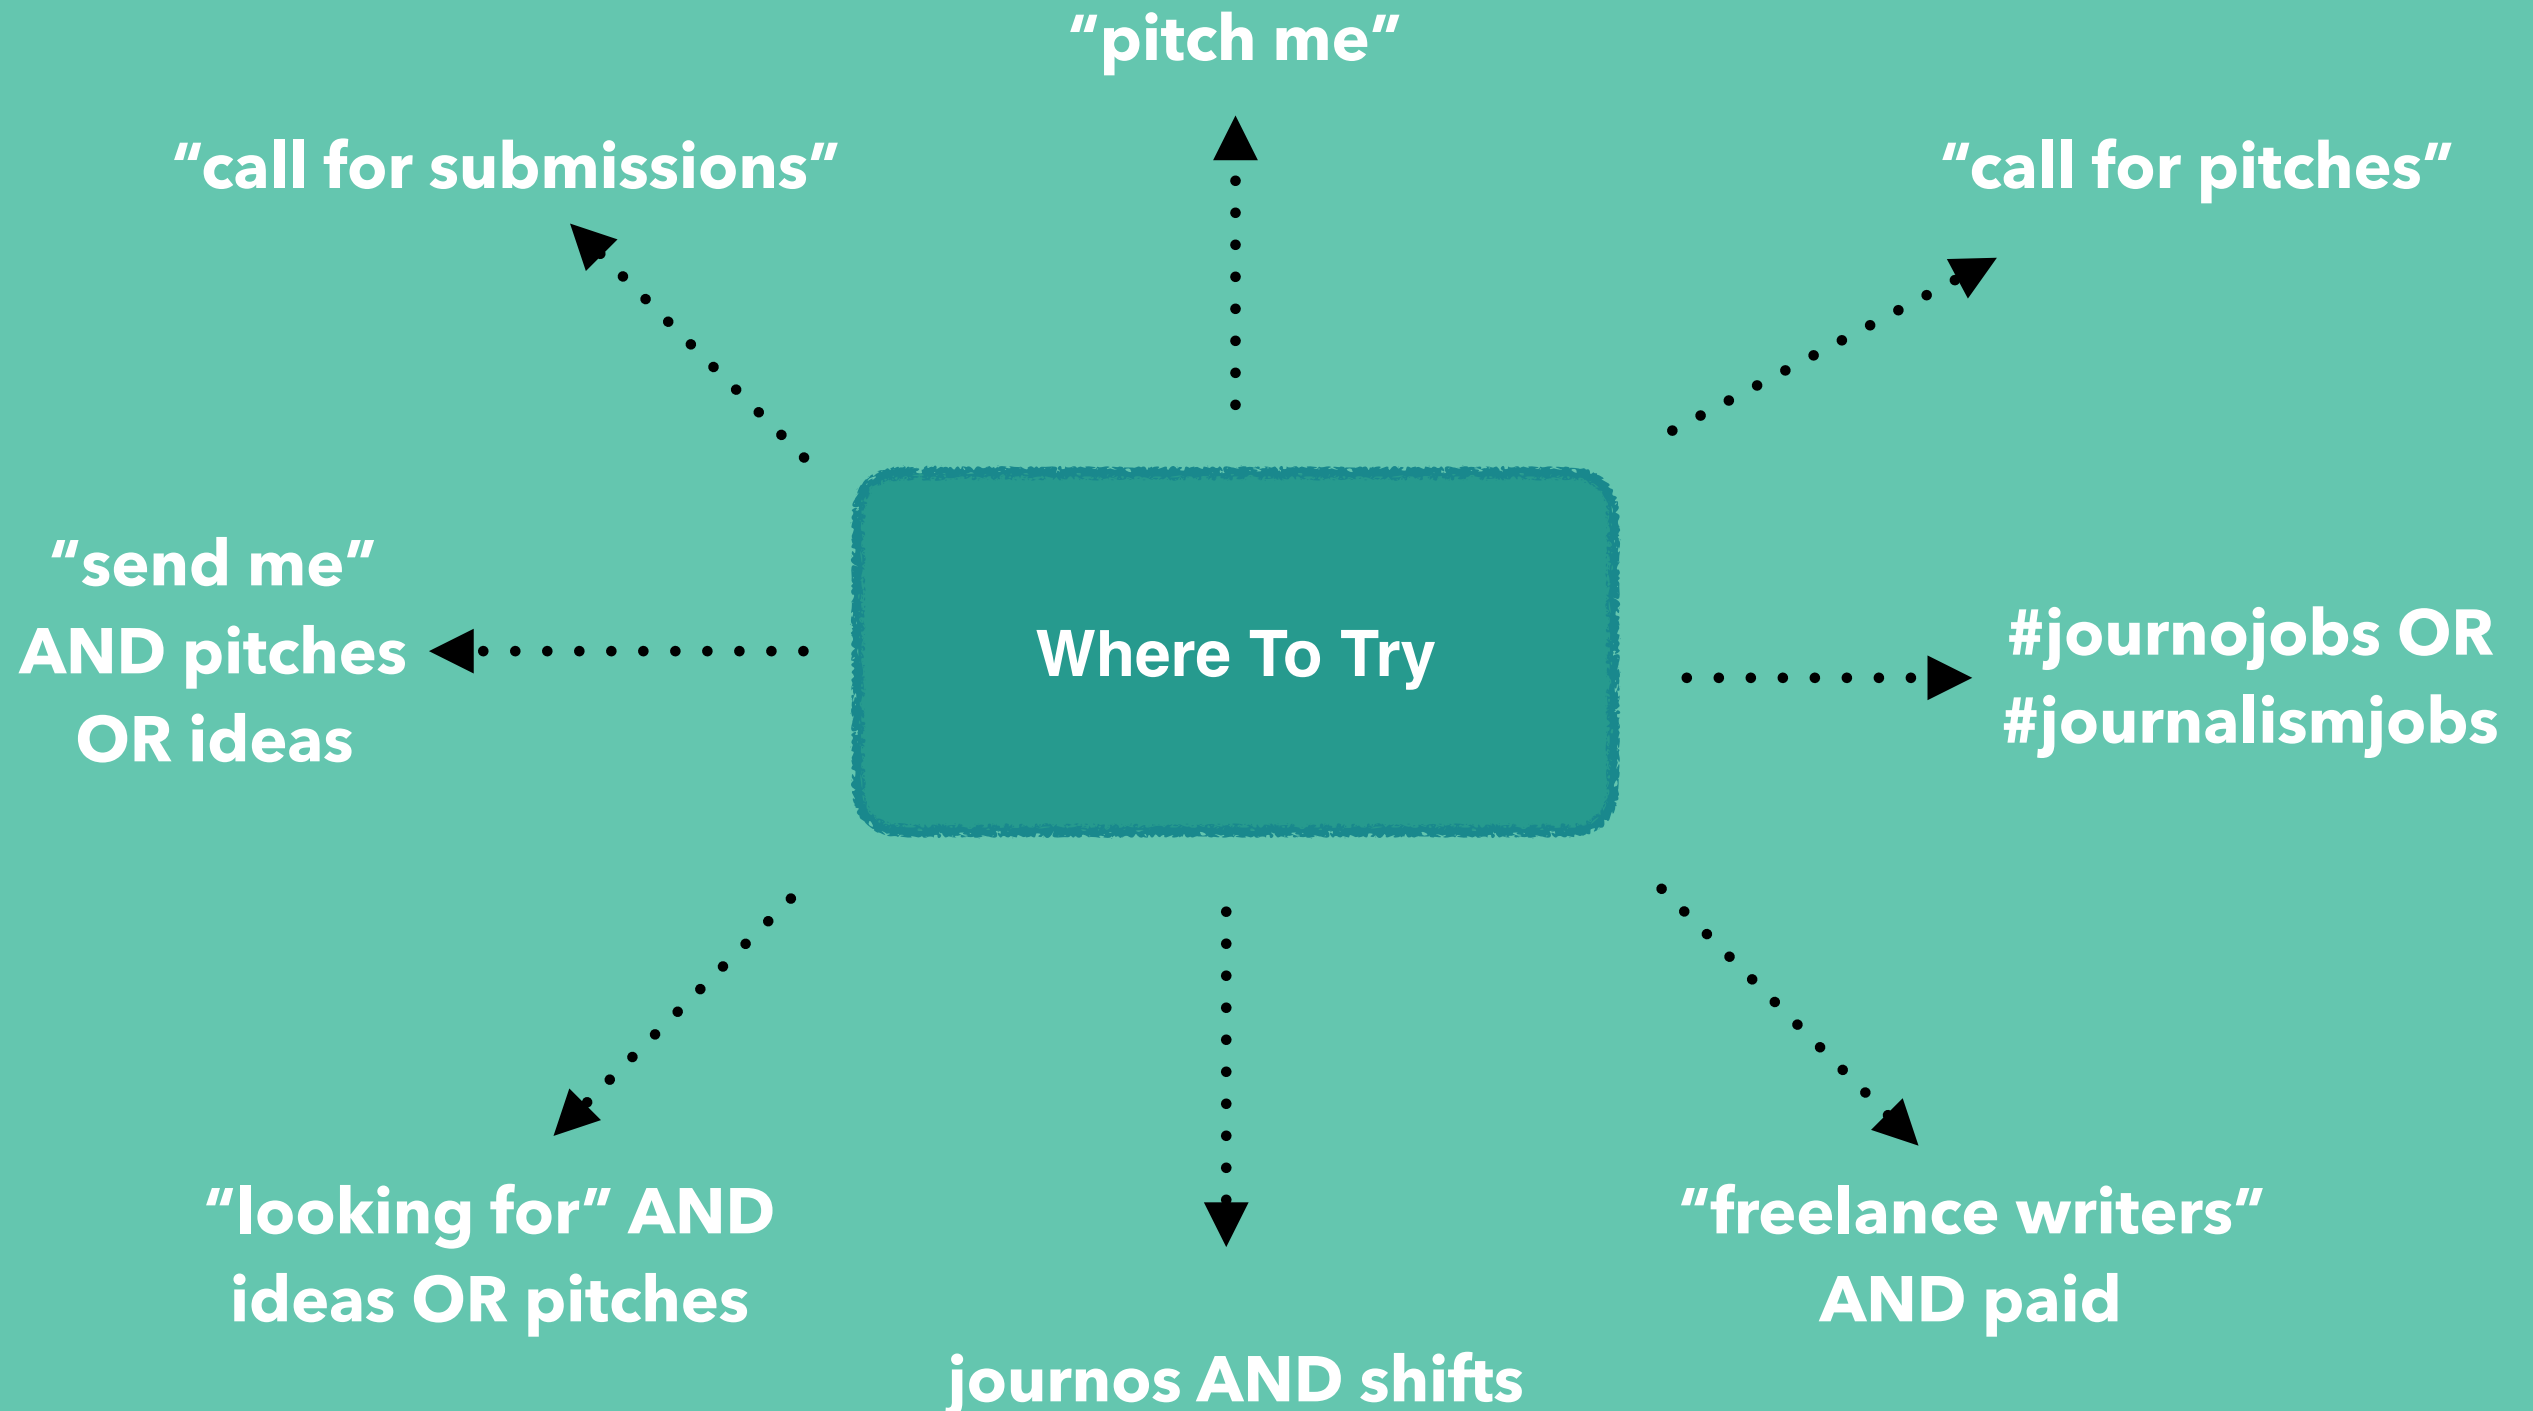 “pitch me”
“call for submissions”
“call for pitches”
“send me”
AND pitches
OR ideas
Where To Try
#journojobs OR
#journalismjobs
“looking for” AND
ideas OR pitches
“freelance writers”
AND paid
journos AND shifts